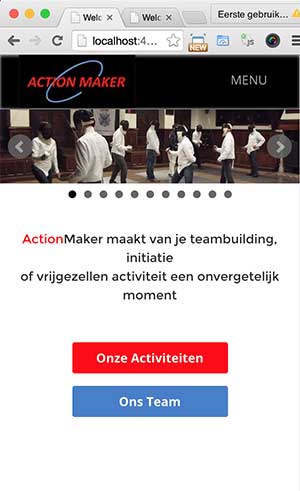 Welc
Welc
Eerste gebruik...
localhost:4...
NEW
js
ACTION MAKER
MENU
ActionMaker maakt van je teambuilding,
initiatie
of vrijgezellen activiteit een onvergetelijk
moment
Onze Activiteiten
Ons Team